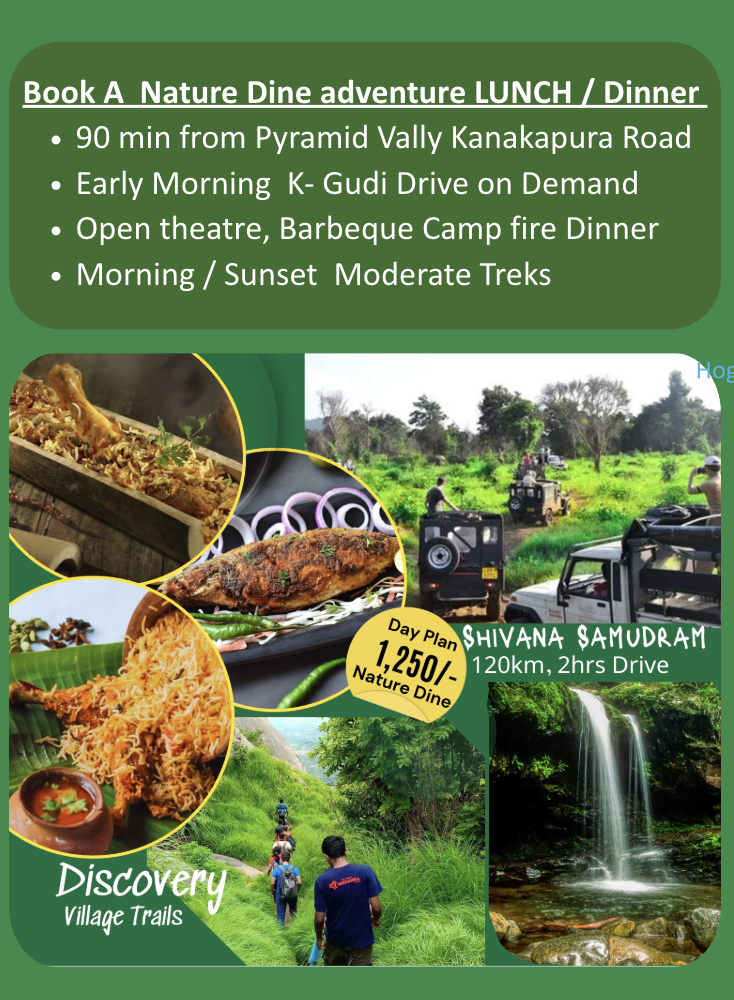 Book A  Nature Dine adventure LUNCH / Dinner
• 90 min from Pyramid Vally Kanakapura Road
• Early Morning  K- Gudi Drive on Demand
• Open theatre, Barbeque Camp fire Dinner
• Morning / Sunset  Moderate Treks
Hog
Day Plan
1,250/-
Nature Dine
SHIVANA SAMUDRAM
120km, 2hrs Drive
Discovery
Village Trails